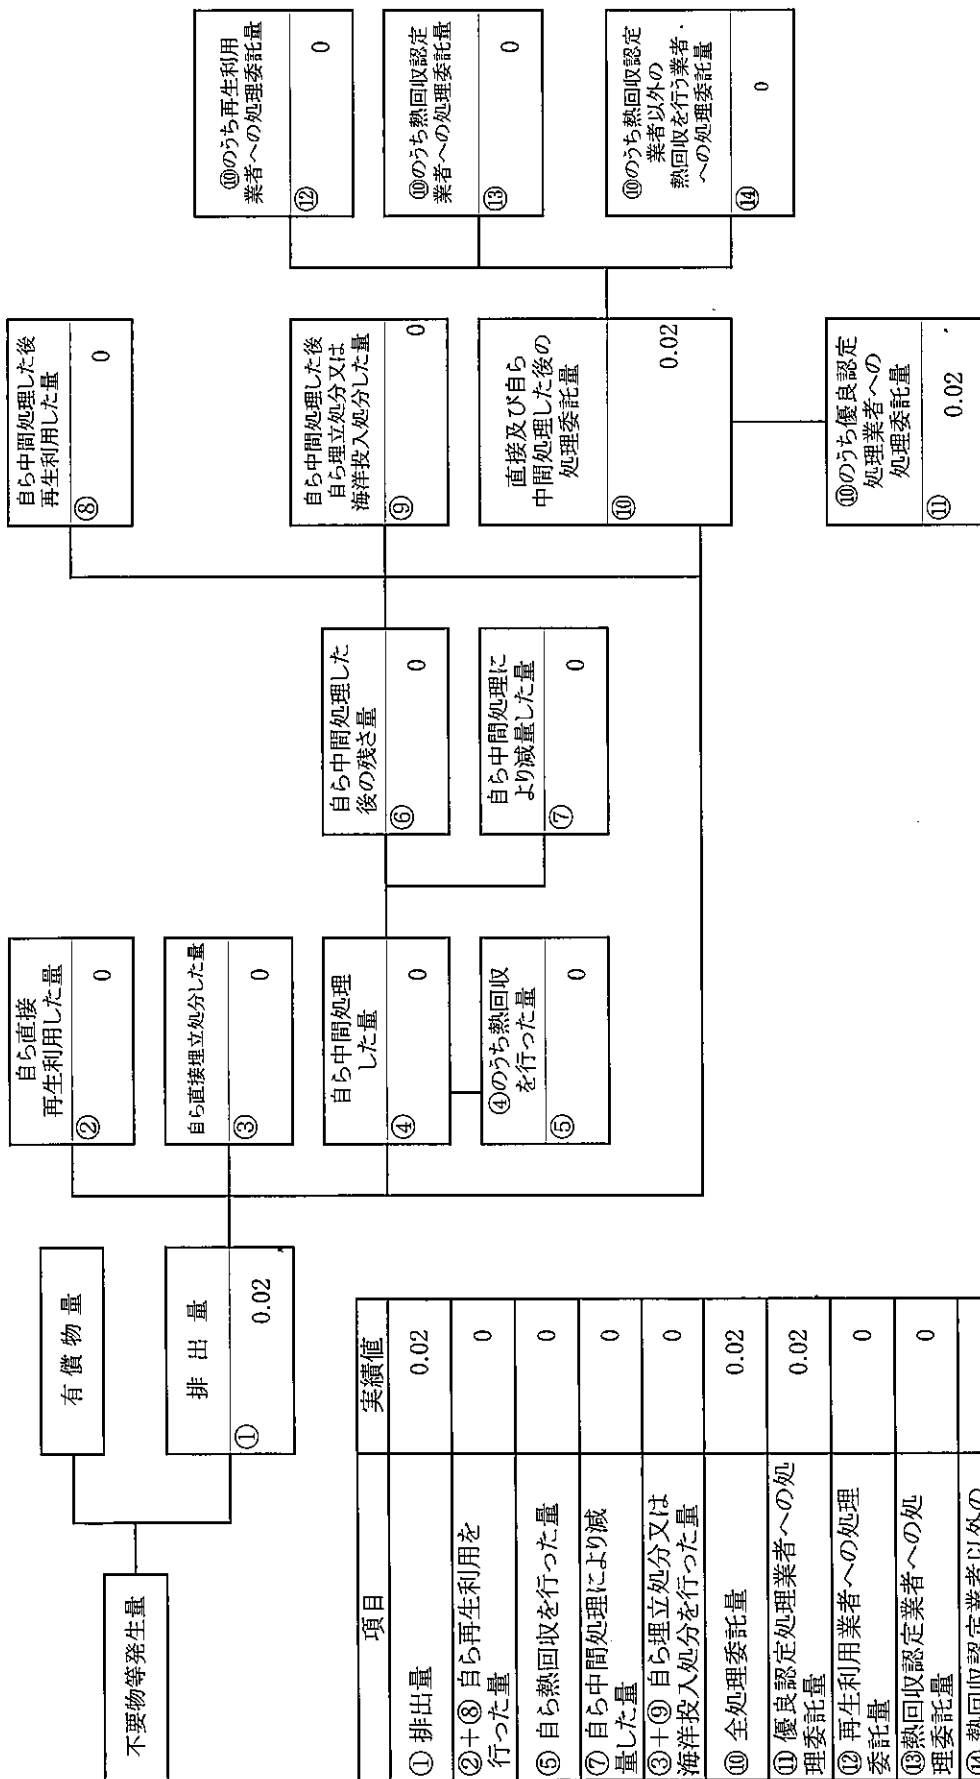 不要物等発生量
有償物量
排出量
①
0.02
自ら直接
再生利用した量
②
0
自ら直接埋立処分した量
③
0
自ら中間処理
した量
④
0
④のうち熱回収
を行った量
⑤
0
自ら中間処理した
後の残さ量
⑥
0
自ら中間処理に
より減量した量
⑦
0
自ら中間処理した後
再生利用した量
⑧
0
自ら中間処理した後
自ら埋立処分又は
海洋投入処分した量
⑨
0
直接及び自ら
中間処理した後の
処理委託量
⑩
0.02
⑩のうち優良認定
処理業者への
処理委託量
⑪
0.02
⑩のうち再生利用
業者への処理委託量
⑫
0
⑩のうち熱回収認定
業者への処理委託量
⑬
0
⑩のうち熱回収認定
業者以外の
熱回収を行う業者
への処理委託量
⑭
0
項目 実績値
①排出量 0.02
②+⑧自ら再生利用を
行った量 0
⑤自ら熱回収を行った量 0
⑦自ら中間処理により減
量した量 0
③+⑨自ら埋立処分又は
海洋投入処分を行った量 0
⑩全処理委託量 0.02
⑪優良認定処理業者への処
理委託量 0.02
⑫再生利用業者への処理
委託量 0
⑬熱回収認定業者への処
理委託量 0
⑭熱回収認定業者以外の